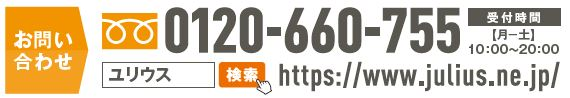 お問い
合わせ
0120-660-755
受付時間
【月ー土】
10:00〜20:00
ユリウス
検索
https://www.julius.ne.jp/